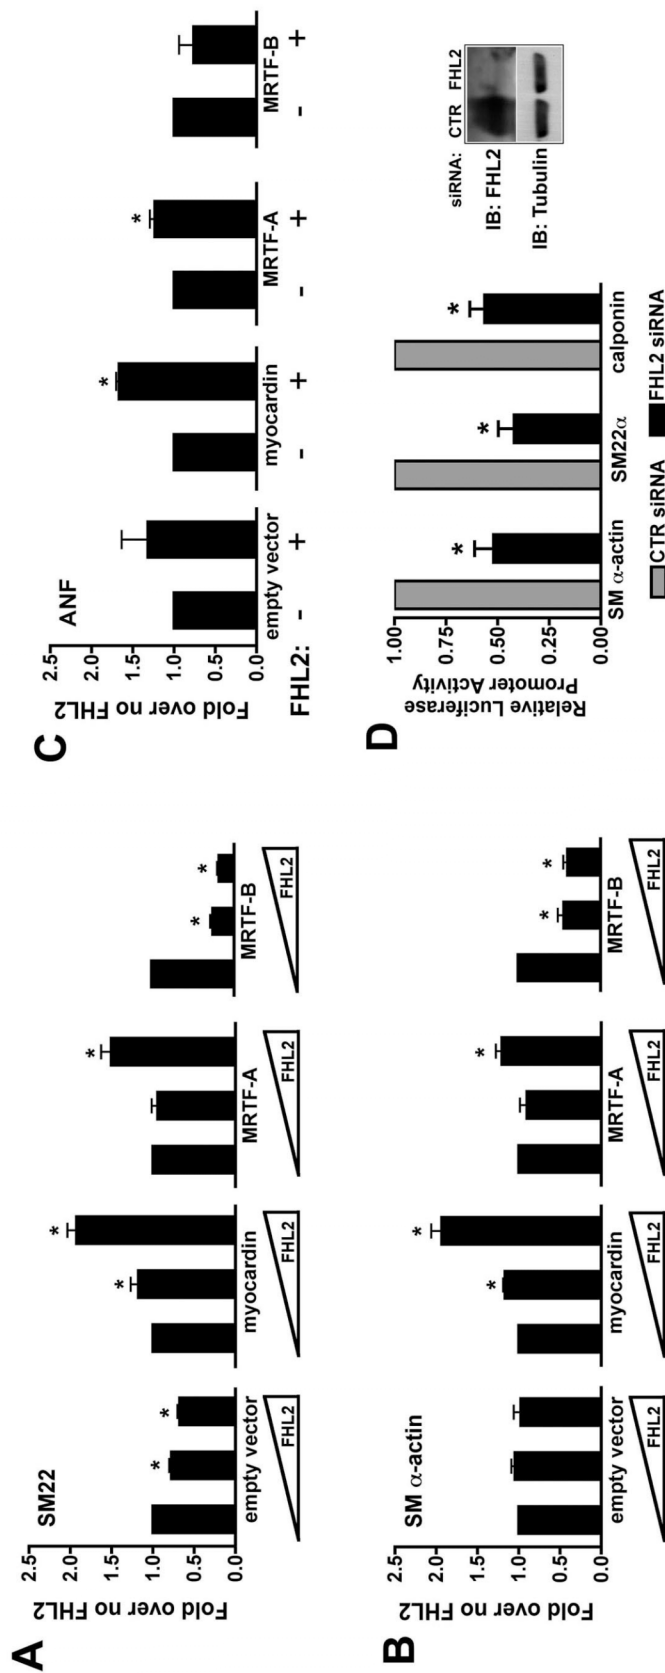 A
SM22
Fold over no FHL2
2.5
2.0
1.5
1.0
0.5
0.0
* * * * * * *
empty vector myocardin MRTF-A MRTF-B
FHL2 FHL2 FHL2 FHL2
B
SM α-actin
Fold over no FHL2
2.5
2.0
1.5
1.0
0.5
0.0
* * * * *
empty vector myocardin MRTF-A MRTF-B
FHL2 FHL2 FHL2 FHL2
C
ANF
Fold over no FHL2
2.5
2.0
1.5
1.0
0.5
0.0
* *
empty vector myocardin MRTF-A MRTF-B
FHL2: - + - + - + - +
D
Relative Luciferase
Promoter Activity
1.00
0.75
0.50
0.25
0.00
* * *
SM α-actin SM22α calponin
CTR siRNA FHL2 siRNA
siRNA: CTR FHL2
IB: FHL2
IB: Tubulin